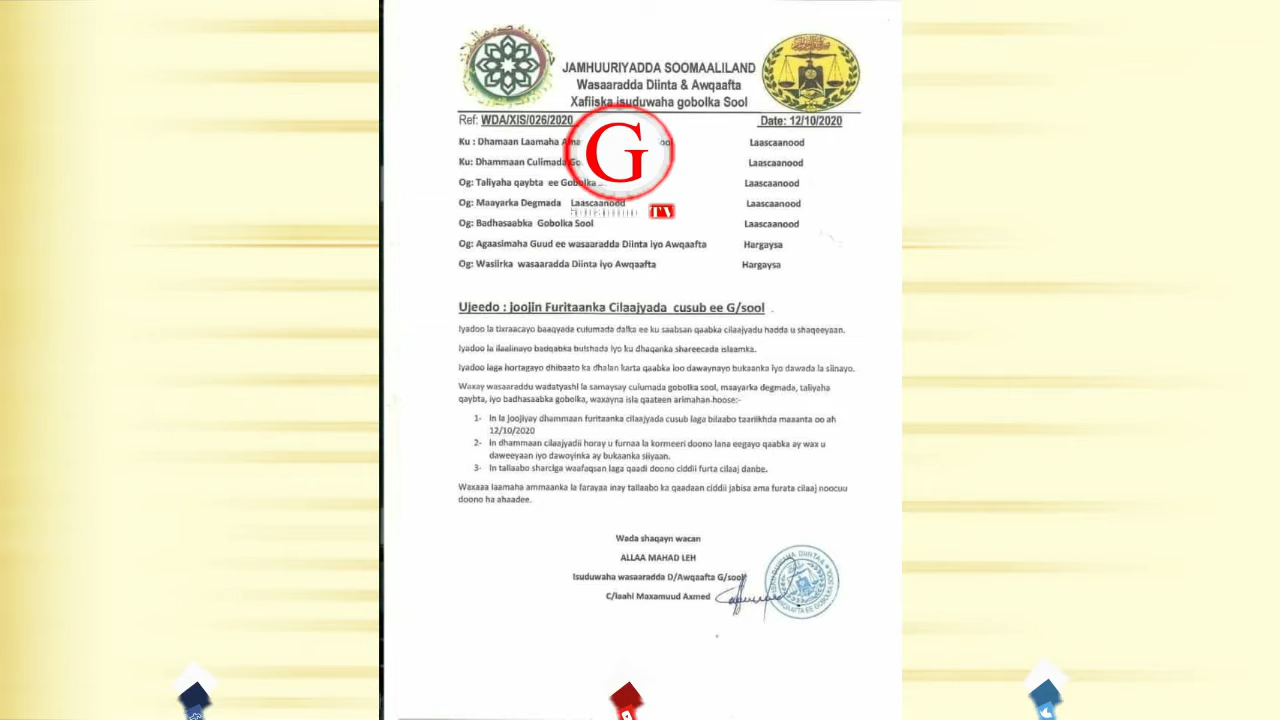 JAMHUURIYADDA SOOMAALILAND
Wasaaradda Diinta & Awqaafta
Xafiiska isuduwaha gobolka Sool
Ref: WDA/XIS/026/2020 Date: 12/10/2020
Ku : Dhamaan Laamaha Laascaanood
Ku: Dhammaan Culimada Laascaanood
Og: Taliyaha qaybta ee Gobolka Laascaanood
Og: Maayarka Degmada Laascaanood Laascaanood
TV
Og: Badhasaabka Gobolka Sool Laascaanood
Og: Agaasimaha Guud ee wasaaradda Diinta iyo Awqaafta Hargaysa
Og: Wasiirka wasaaradda Diinta iyo Awqaafta Hargaysa
G
Ujeedo : joojin Furitaanka Cilaajyada cusub ee G/sool .
Iyadoo la tixraacayo baaqyada culumada dalka ee ku saabsan qaabka cilaajyadu hadda u shaqeeyaan.
Iyadoo la ilaalinayo badqabka bulshada iyo ku dhaqanka shareecada islaamka.
Iyadoo laga hortagayo dhibaato ka dhalan karta qaabka loo dawaynayo bukaanka iyo dawada la siinayo.
Waxay wasaaraddu wadatyashi la samaysay culumada gobolka sool, maayarka degmada, taliyaha
qaybta, iyo badhasaabka gobolka, waxayna isla qaateen arimahan hoose:-
1- In la joojiyay dhammaan furitaanka cilaajyada cusub laga bilaabo taariikhda maaanta oo ah
12/10/2020
2- In dhammaan cilaajyadii horay u furnaa la kormeeri doono lana eegayo qaabka ay wax u
daweeyaan iyo dawoyinka ay bukaanka siiyaan.
3- In tallaabo sharciga waafaqsan laga qaadi doono ciddii furta cilaaj danbe.
Waxaaa laamaha ammaanka la farayaa inay tallaabo ka qaadaan ciddii jabisa ama furata cilaaj noocuu
doono ha ahaadee.
Wada shaqayn wacan
ALLAA MAHAD LEH
Isuduwaha wasaaradda D/Awqaafta G/sool
C/laahi Maxamuud Axmed